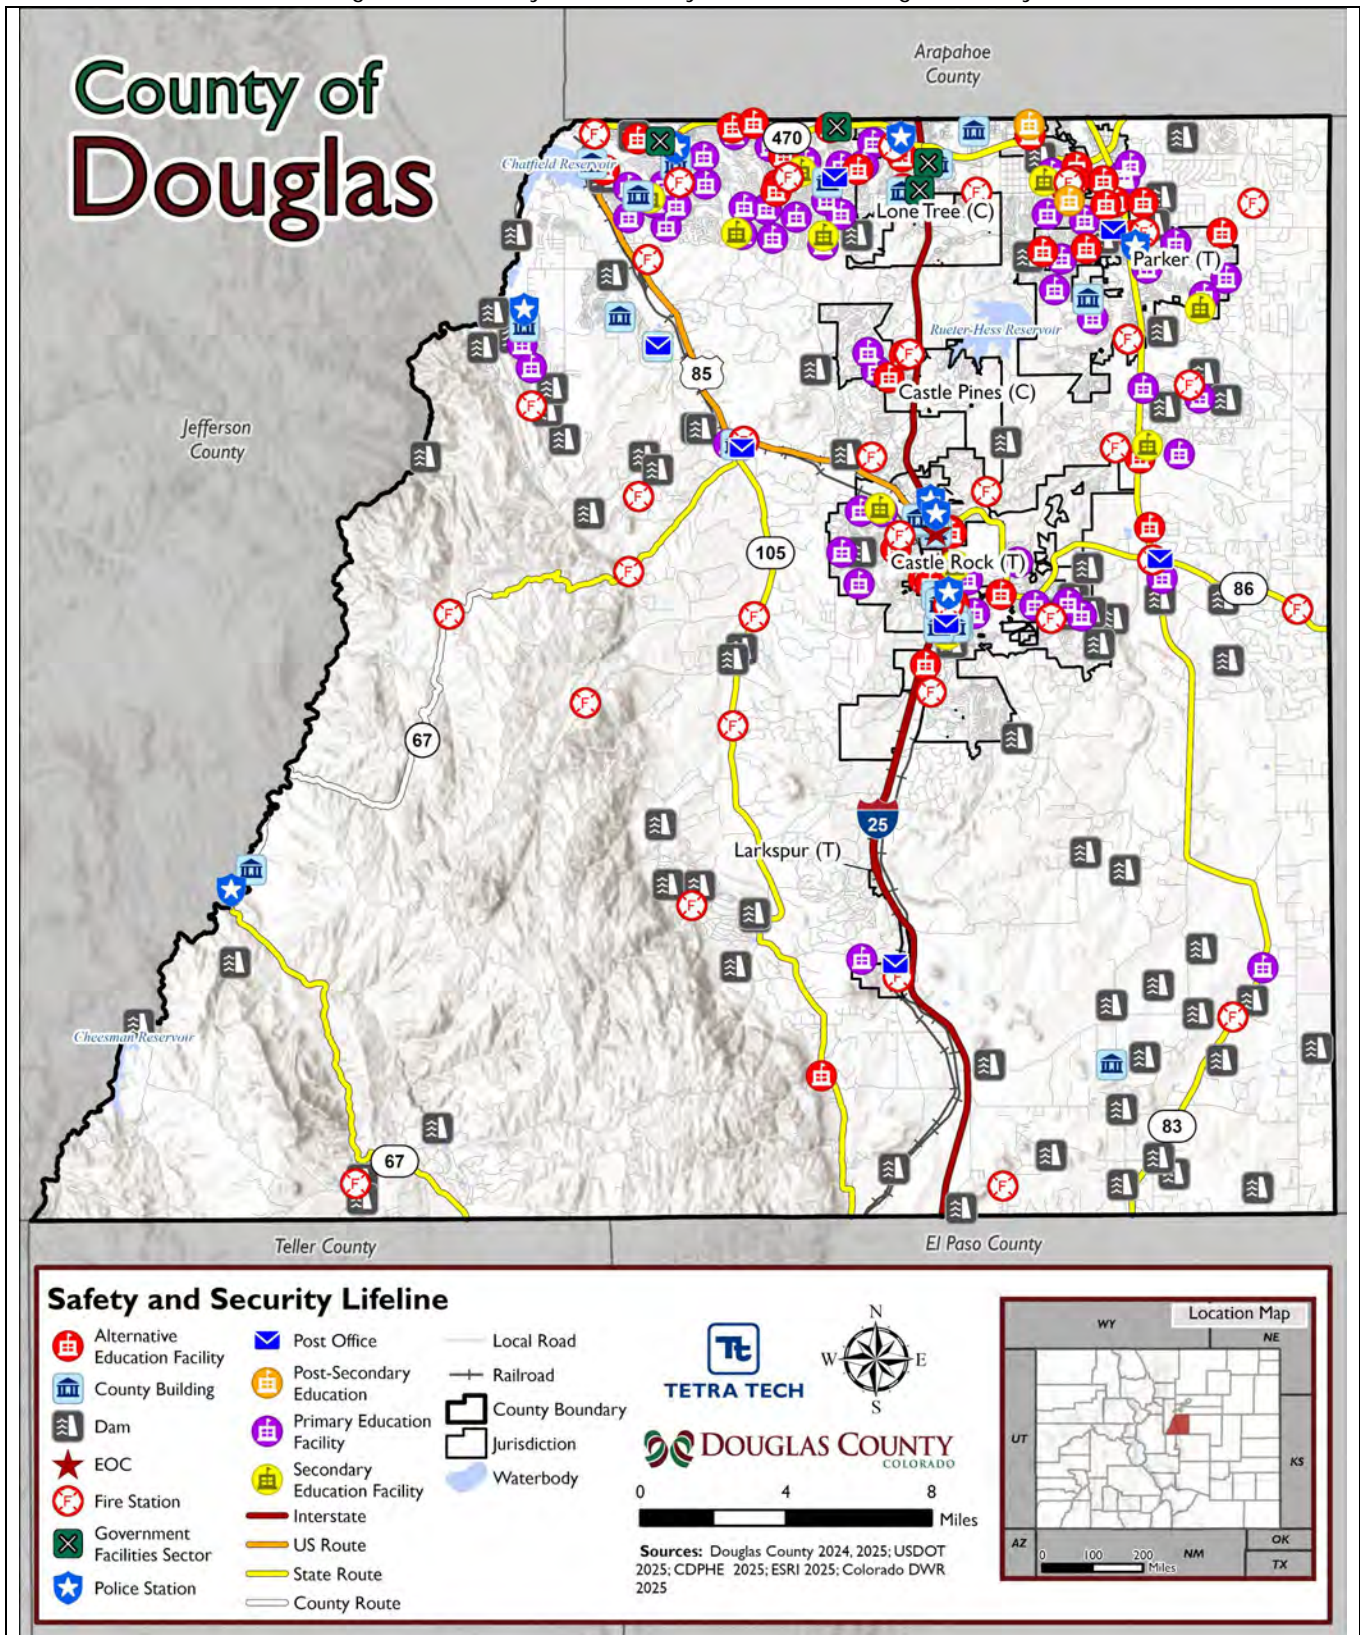 Arapahoe
County
County of
Douglas
470
Chatfield Reservoir
Lone Tree (C)
Parker (T)
Rueter-Hess Reservoir
85
Castle Pines (C)
Jefferson
County
105
Castle Rock (T)
86
67
25
Larkspur (T)
Cheesman Reservoir
83
67
Teller County
El Paso County
Safety and Security Lifeline
Alternative
Education Facility
County Building
Dam
EOC
Fire Station
Government
Facilities Sector
Police Station
Post Office
Post-Secondary
Education
Primary Education
Facility
Secondary
Education Facility
Interstate
US Route
State Route
County Route
Local Road
Railroad
County Boundary
Jurisdiction
Waterbody
Tt
TETRA TECH
N
W E
S
DOUGLAS COUNTY
COLORADO
0 4 8
Miles
Sources: Douglas County 2024, 2025; USDOT
2025; CDPHE 2025; ESRI 2025; Colorado DWR
2025
Location Map
WY
NE
UT
KS
AZ
NM
OK
TX
0 100 200
Miles